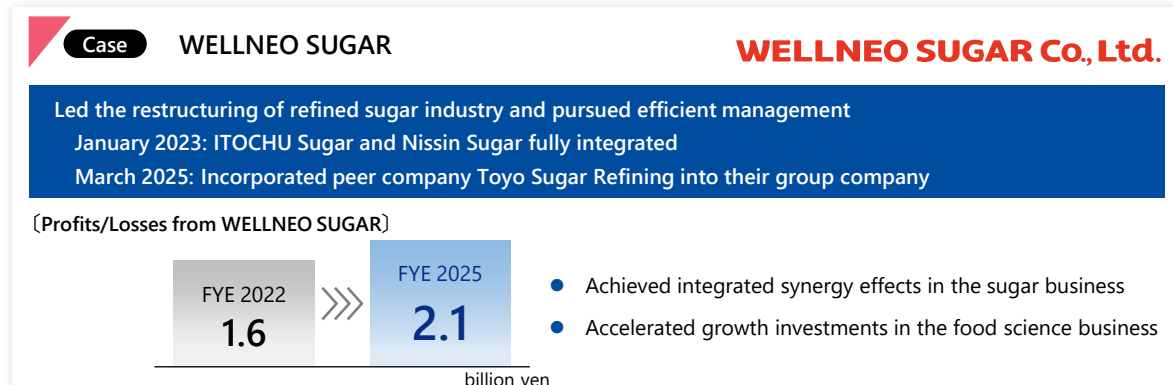 Case
WELLNEO SUGAR
WELLNEO SUGAR Co., Ltd.
Led the restructuring of refined sugar industry and pursued efficient management
January 2023: ITOCHU Sugar and Nissin Sugar fully integrated
March 2025: Incorporated peer company Toyo Sugar Refining into their group company
〔Profits/Losses from WELLNEO SUGAR〕
FYE 2022
1.6
FYE 2025
2.1
billion yen
Achieved integrated synergy effects in the sugar business
Accelerated growth investments in the food science business